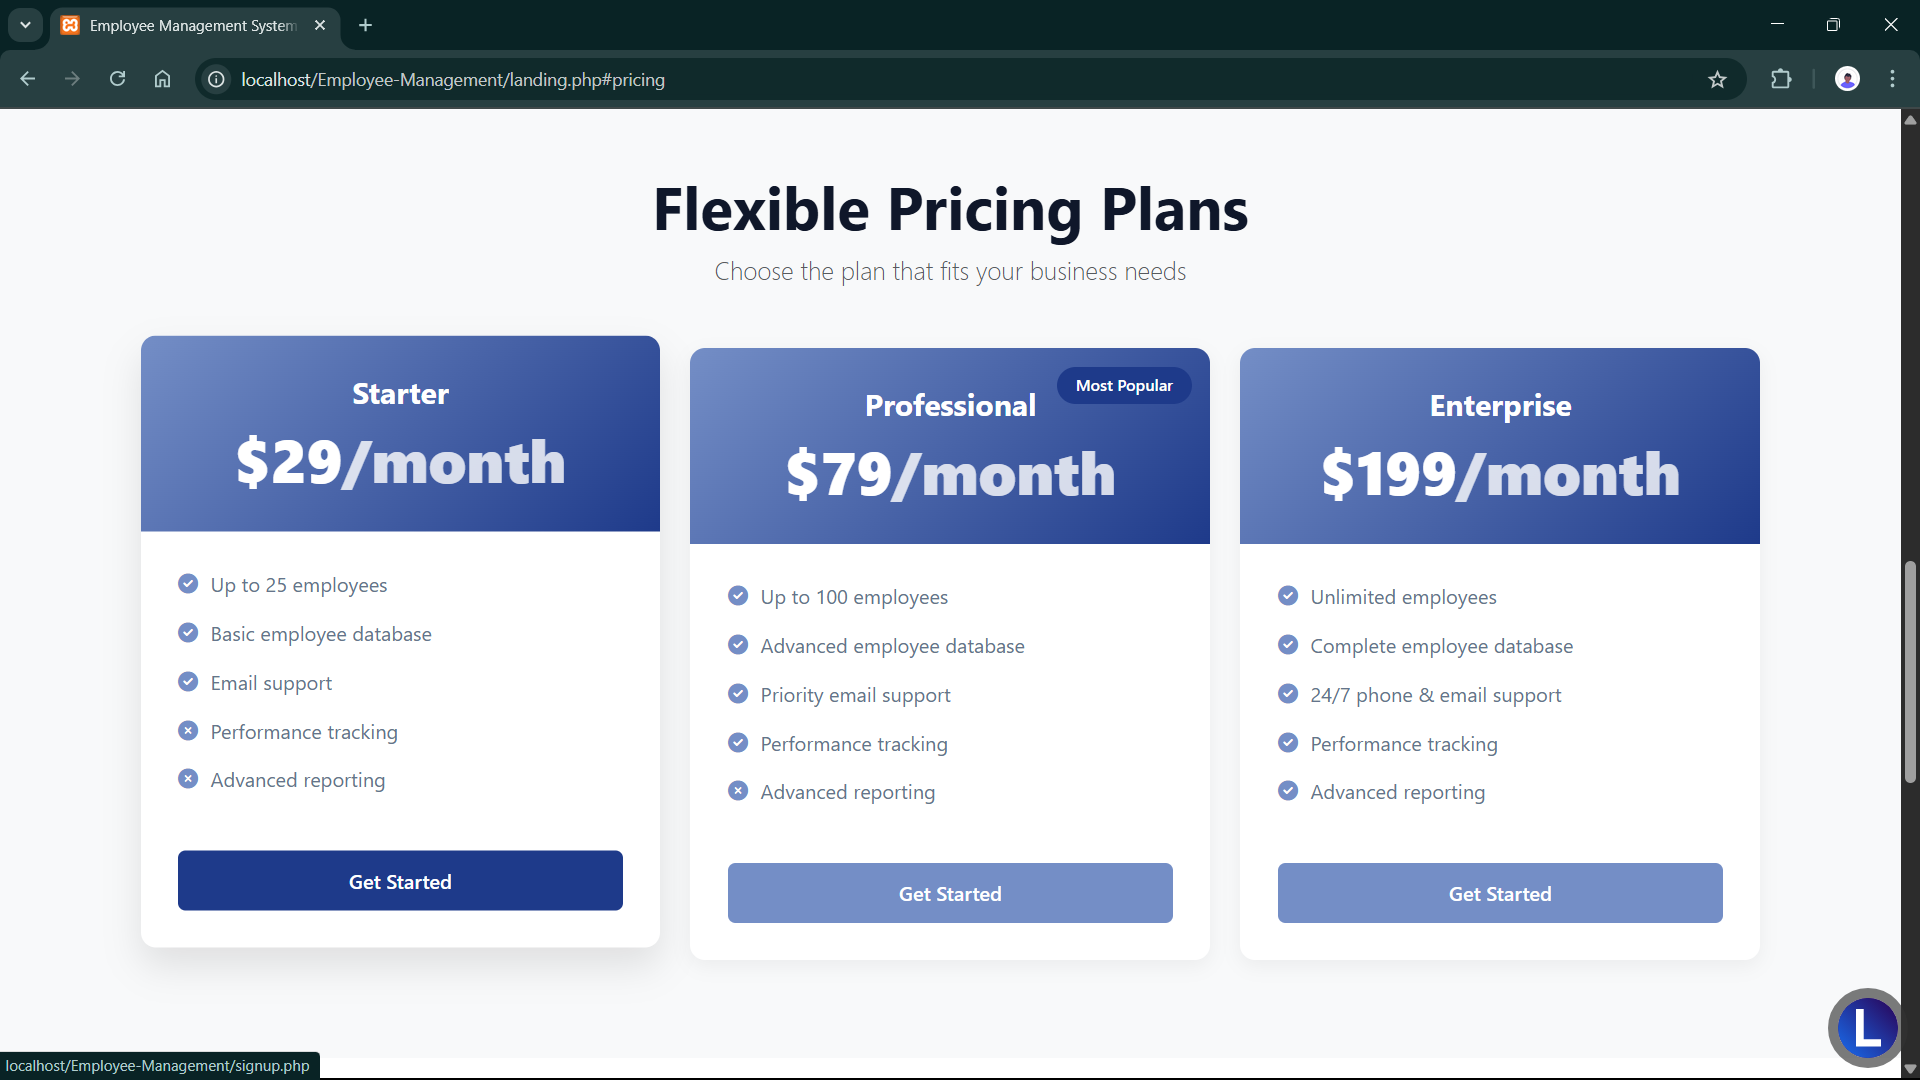 Employee Management System
localhost/Employee-Management/landing.php#pricing
Flexible Pricing Plans
Choose the plan that fits your business needs
Starter
$29/month
Up to 25 employees
Basic employee database
Email support
Performance tracking
Advanced reporting
Get Started
Most Popular
Professional
$79/month
Up to 100 employees
Advanced employee database
Priority email support
Performance tracking
Advanced reporting
Get Started
Enterprise
$199/month
Unlimited employees
Complete employee database
24/7 phone & email support
Performance tracking
Advanced reporting
Get Started
L
localhost/Employee-Management/signup.php